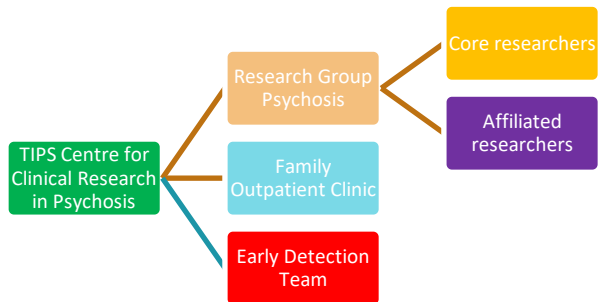 TIPS Centre for
Clinical Research
in Psychosis
Research Group
Psychosis
Family
Outpatient Clinic
Early Detection
Team
Core researchers
Affiliated
researchers